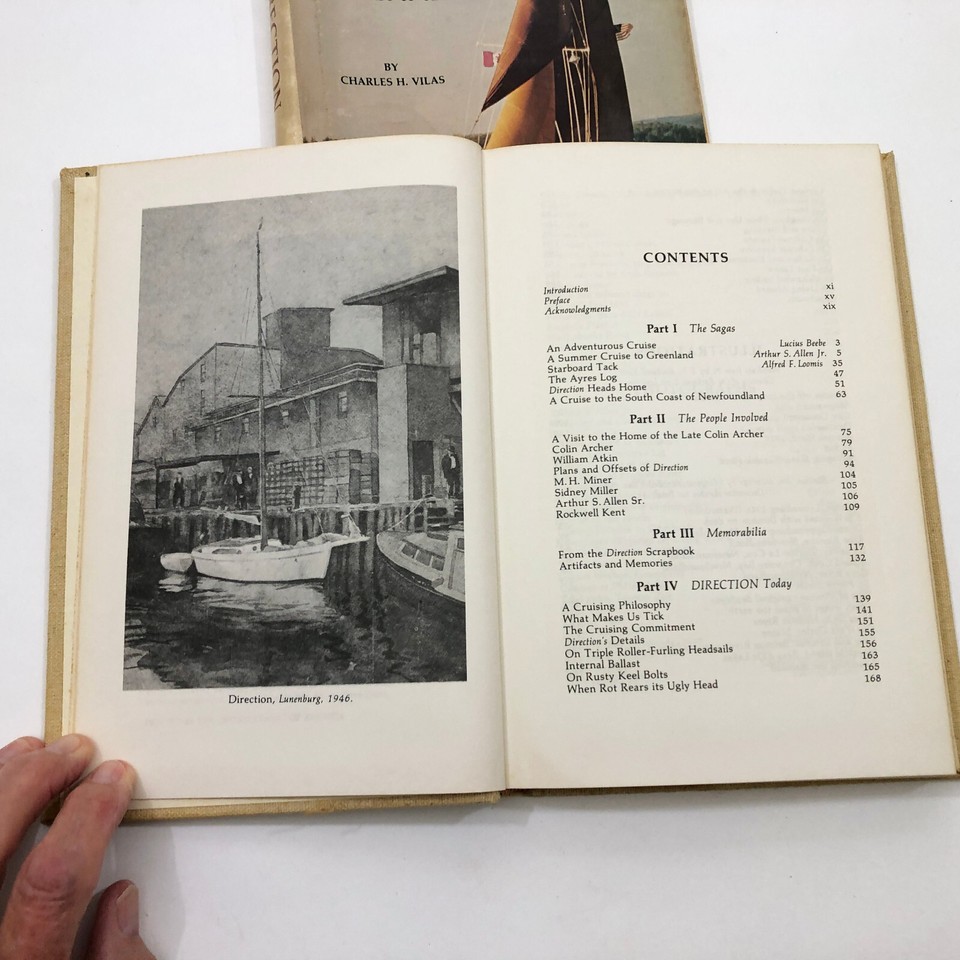 RECTION
BY
CHARLES H. VILAS
Direction, Lunenburg, 1946.
CONTENTS
Introduction xi
Preface xv
Acknowledgments xix
Part I The Sagas
An Adventurous Cruise Lucius Beebe 3
A Summer Cruise to Greenland Arthur S. Allen Jr. 5
Starboard Tack Alfred F. Loomis 35
The Ayres Log 47
Direction Heads Home 51
A Cruise to the South Coast of Newfoundland 63
Part II The People Involved
A Visit to the Home of the Late Colin Archer 75
Colin Archer 79
William Atkin 91
Plans and Offsets of Direction 94
M. H. Miner 104
Sidney Miller 105
Arthur S. Allen Sr. 106
Rockwell Kent 109
Part III Memorabilia
From the Direction Scrapbook 117
Artifacts and Memories 132
Part IV DIRECTION Today
A Cruising Philosophy 139
What Makes Us Tick 141
The Cruising Commitment 151
Direction's Details 155
On Triple Roller-Furling Headsails 156
Internal Ballast 163
On Rusty Keel Bolts 165
When Rot Rears its Ugly Head 168